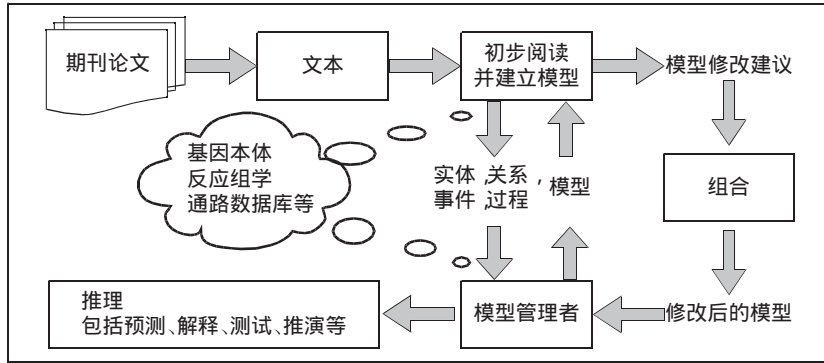 期刊论文
文本
初步阅读
并建立模型
模型修改建议
基因本体
反应组学
通路数据库等
实体,关系,
事件,过程
模型
组合
推理
包括预测、解释、测试、推演等
模型管理者
修改后的模型